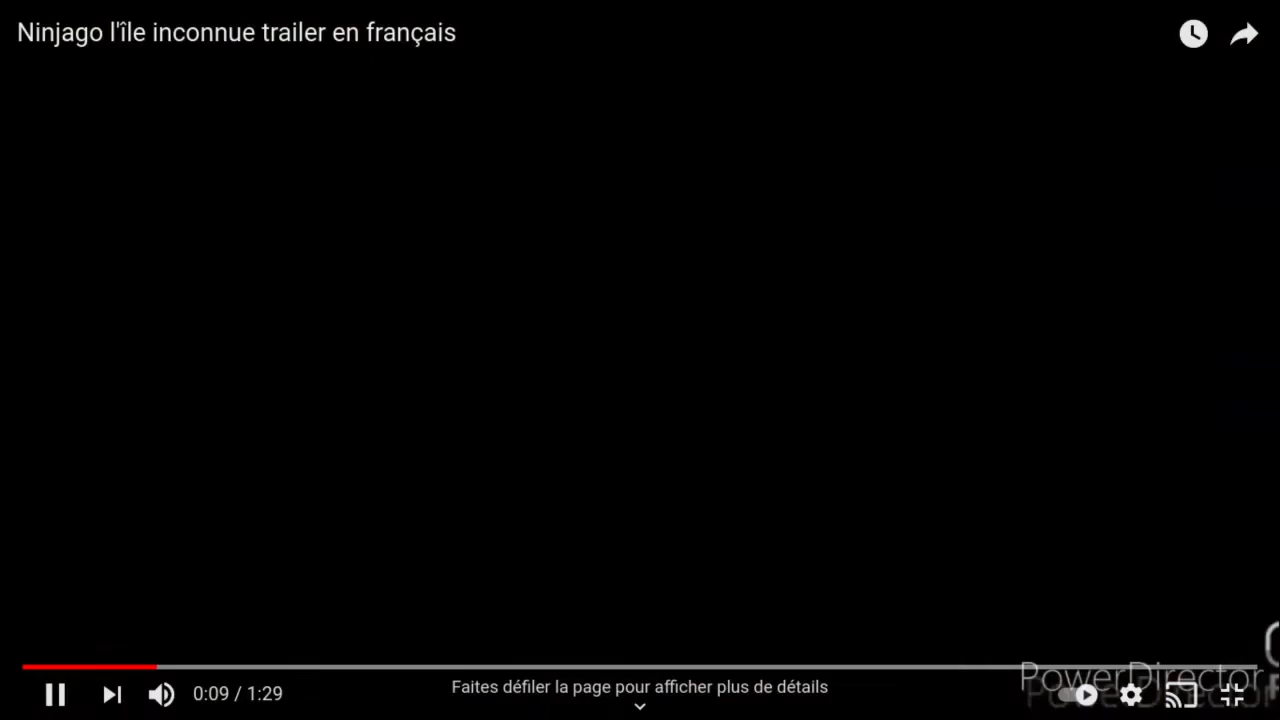 Ninjago l'île inconnue trailer en français
0:09 / 1:29
Faites défiler la page pour afficher plus de détails
PowerDirector